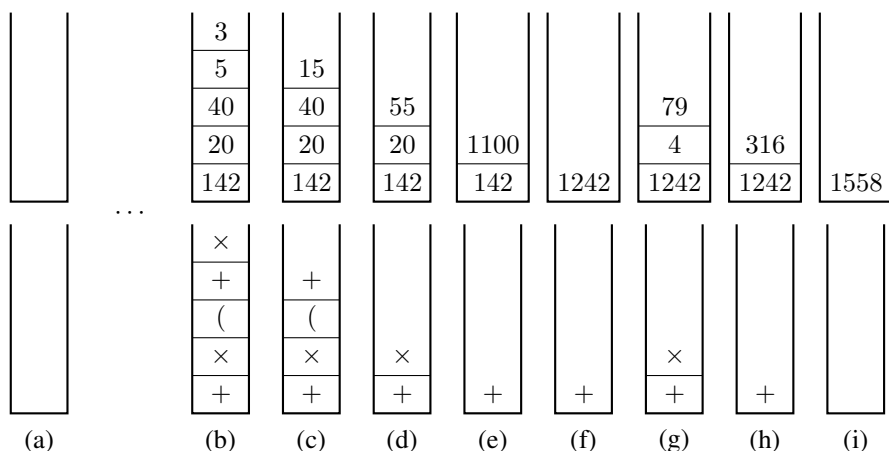 3
5 15
40 40 55 79
20 20 20 1100 4 316
142 142 142 142 1242 1242 1242 1558
...
×
+ +
( (
× × × ×
+ + + + + + +
(a) (b) (c) (d) (e) (f) (g) (h) (i)